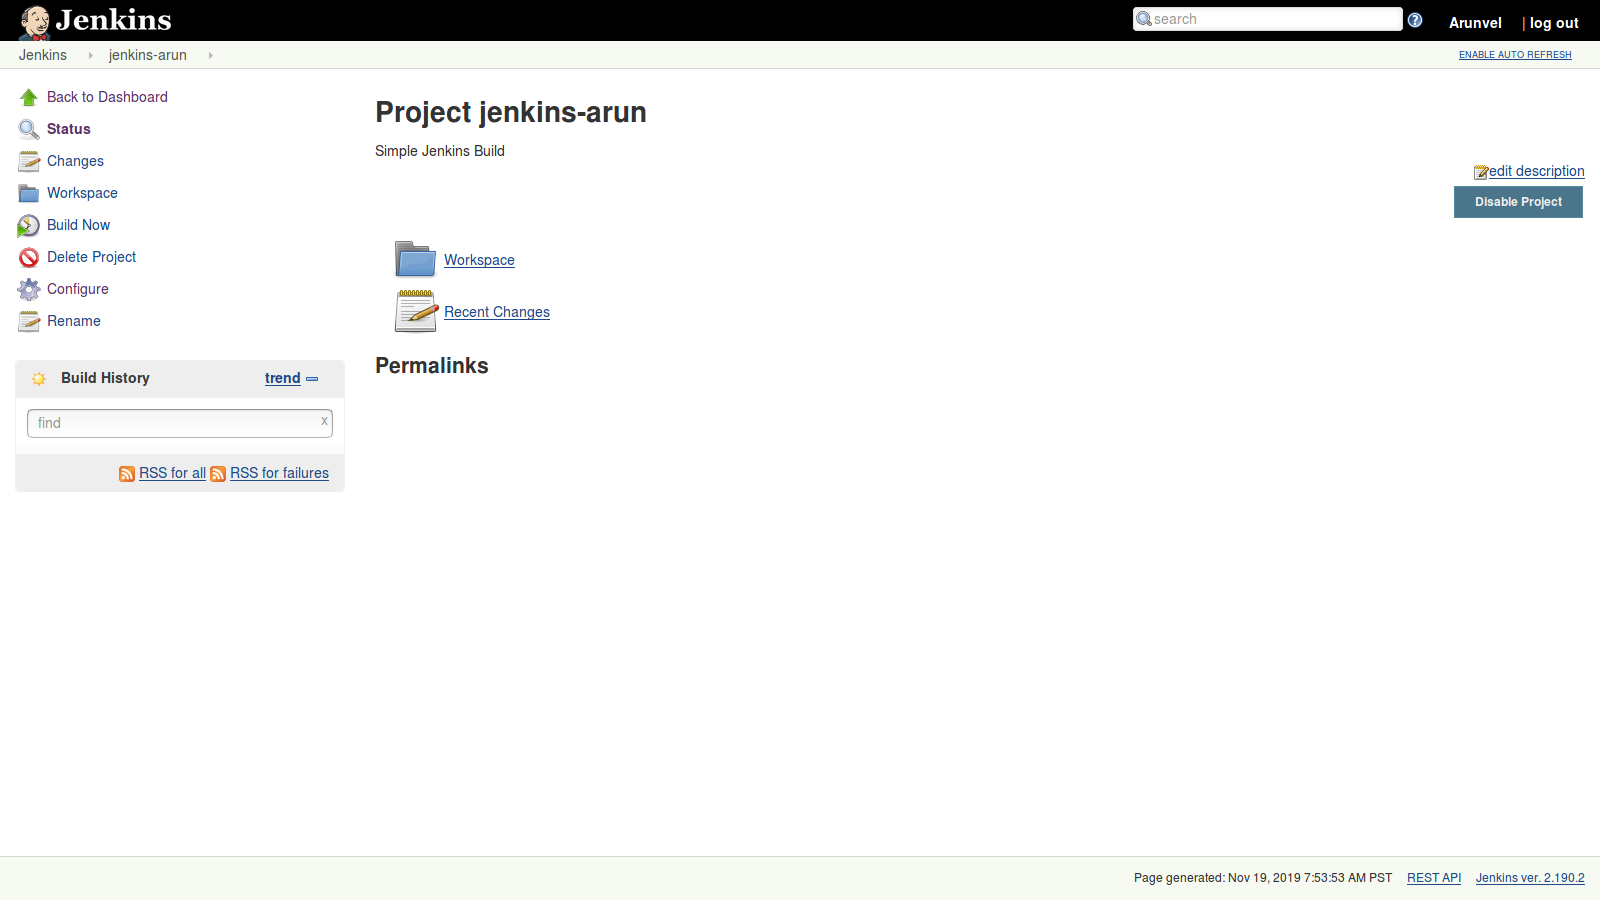 Jenkins
search
Arunvel | log out
Jenkins jenkins-arun
ENABLE AUTO REFRESH
Back to Dashboard
Status
Changes
Workspace
Build Now
Delete Project
Configure
Rename
Build History trend
find x
RSS for all RSS for failures
Project jenkins-arun
Simple Jenkins Build
edit description
Disable Project
Workspace
Recent Changes
Permalinks
Page generated: Nov 19, 2019 7:53:53 AM PST REST API Jenkins ver. 2.190.2